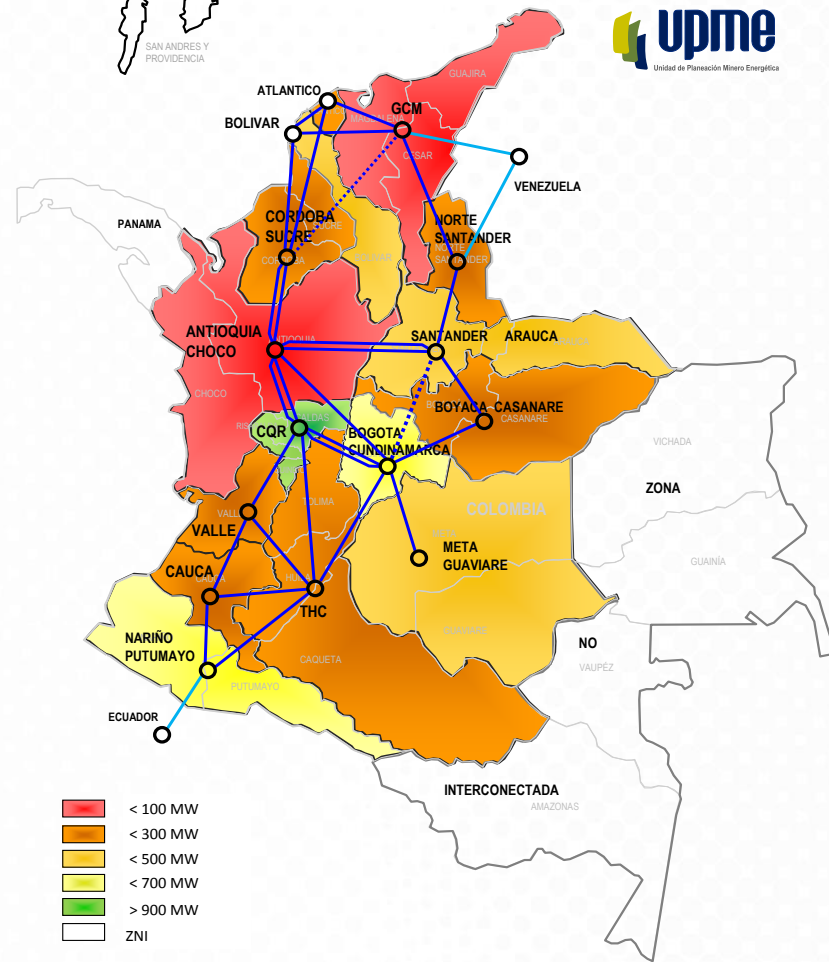 SAN ANDRES Y
PROVIDENCIA
upme
Unidad de Planeación Minero Energética
GUAJIRA
ATLANTICO
GCM
MAGDALENA
BOLIVAR
CESAR
VENEZUELA
PANAMA
CORDOBA
SUCRE
SUCRE
CORDOBA
BOLIVAR
NORTE
SANTANDER
NORTE
SANTANDER
ANTIOQUIA
CHOCO
ANTIOQUIA
SANTANDER
ARAUCA
ARAUCA
CHOCO
BOYACA CASANARE
CASANARE
CQR
BOGOTA
CUNDINAMARCA
VICHADA
ZONA
TOLIMA
COLOMBIA
VALLE
META
META
GUAVIARE
GUAINÍA
CAUCA
CAUCA
HUILA
THC
GUAVIARE
NARIÑO
PUTUMAYO
CAQUETA
NO
VAUPÉZ
PUTUMAYO
ECUADOR
INTERCONECTADA
AMAZONAS
< 100 MW
< 300 MW
< 500 MW
< 700 MW
> 900 MW
ZNI